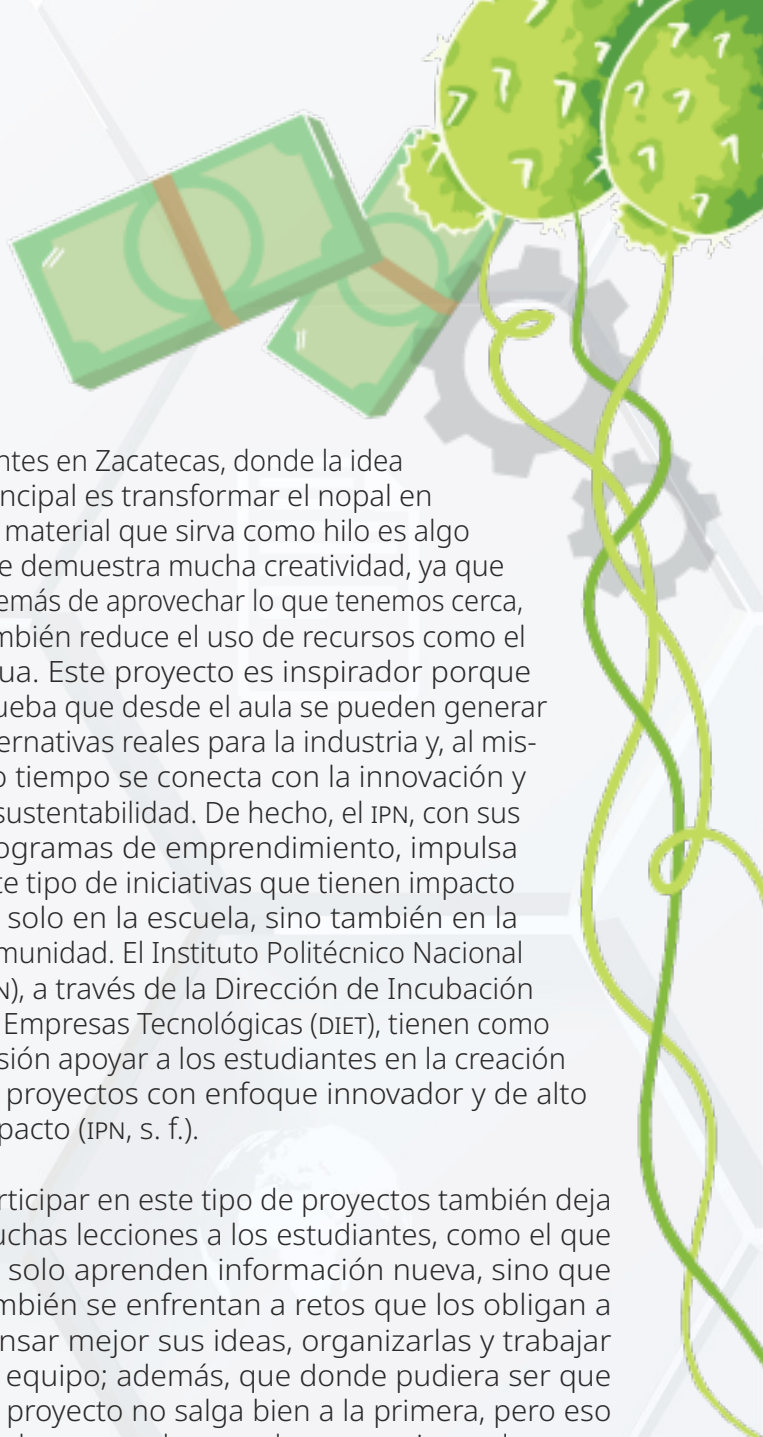 ntes en Zacatecas, donde la idea
ncipal es transformar el nopal en
material que sirva como hilo es algo
e demuestra mucha creatividad, ya que
emás de aprovechar lo que tenemos cerca,
mbién reduce el uso de recursos como el
ua. Este proyecto es inspirador porque
ueba que desde el aula se pueden generar
ernativas reales para la industria y, al mis-
o tiempo se conecta con la innovación y
sustentabilidad. De hecho, el IPN, con sus
ogramas de emprendimiento, impulsa
te tipo de iniciativas que tienen impacto
solo en la escuela, sino también en la
munidad. El Instituto Politécnico Nacional
N), a través de la Dirección de Incubación
Empresas Tecnológicas (DIET), tienen como
sión apoyar a los estudiantes en la creación
proyectos con enfoque innovador y de alto
pacto (IPN, s. f.).
rticipar en este tipo de proyectos también deja
uchas lecciones a los estudiantes, como el que
solo aprenden información nueva, sino que
mbién se enfrentan a retos que los obligan a
nsar mejor sus ideas, organizarlas y trabajar
equipo; además, que donde pudiera ser que
proyecto no salga bien a la primera, pero eso